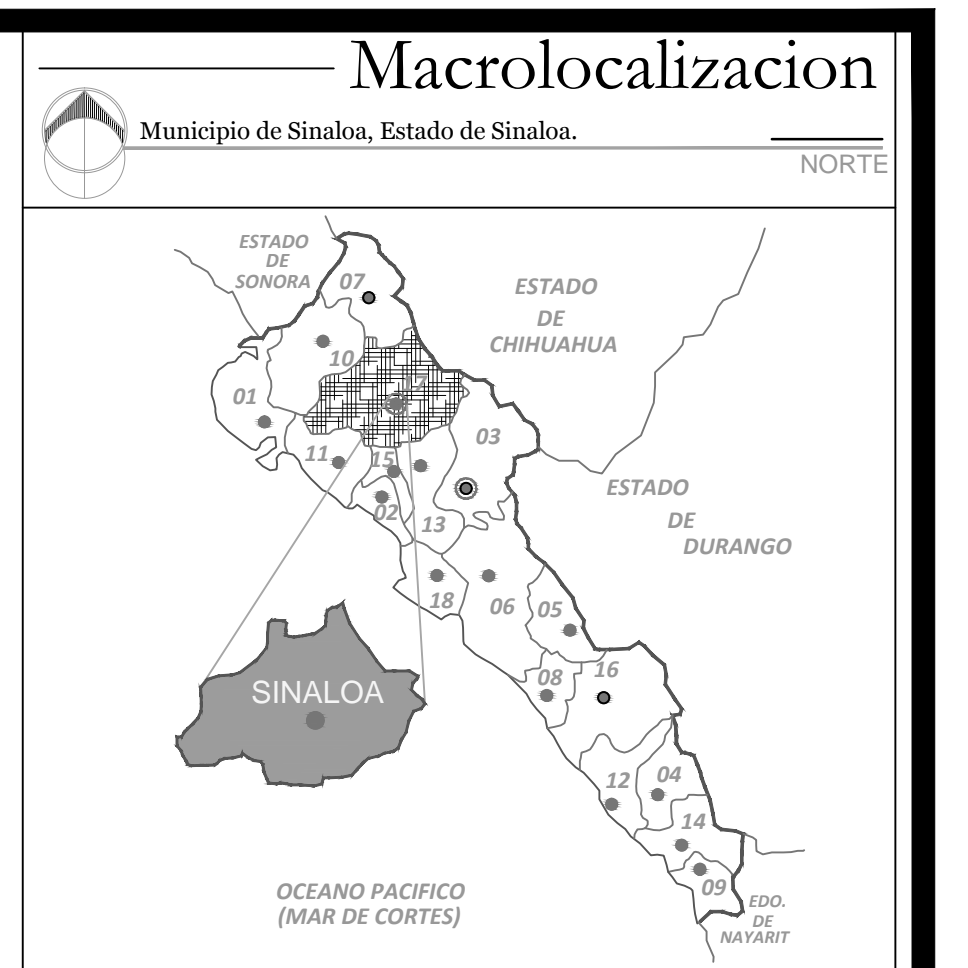 Macrolocalizacion
Municipio de Sinaloa, Estado de Sinaloa.
NORTE
ESTADO
DE
SONORA
07
ESTADO
DE
CHIHUAHUA
10
17
01
03
11
15
02
13
ESTADO
DE
DURANGO
18
06
05
08
16
SINALOA
12
04
14
09
OCEANO PACIFICO
(MAR DE CORTES)
EDO.
DE
NAYARIT